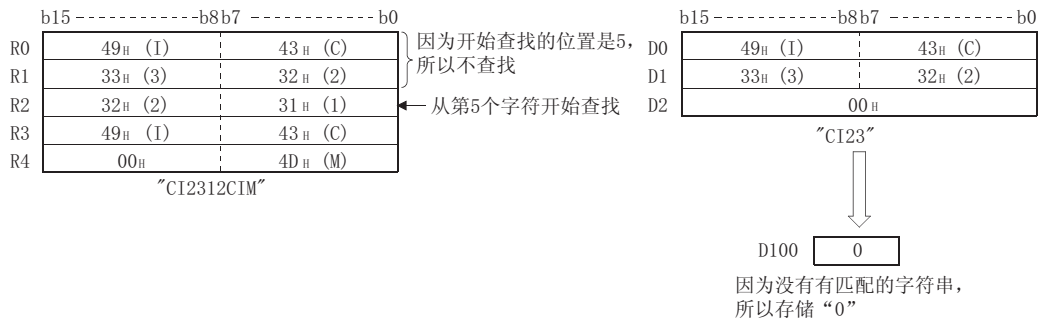 b15 ------------b8b7 ------------ b0
R0 49H (I) 43H (C)
R1 33H (3) 32H (2)
R2 32H (2) 31H (1)
R3 49H (I) 43H (C)
R4 00H 4DH (M)
"CI2312CIM"
因为开始查找的位置是5，
所以不查找
从第5个字符开始查找
b15 ------------b8b7 ------------ b0
D0 49H (I) 43H (C)
D1 33H (3) 32H (2)
D2 00H
"CI23"
D100 0
因为没有有匹配的字符串，
所以存储“0”